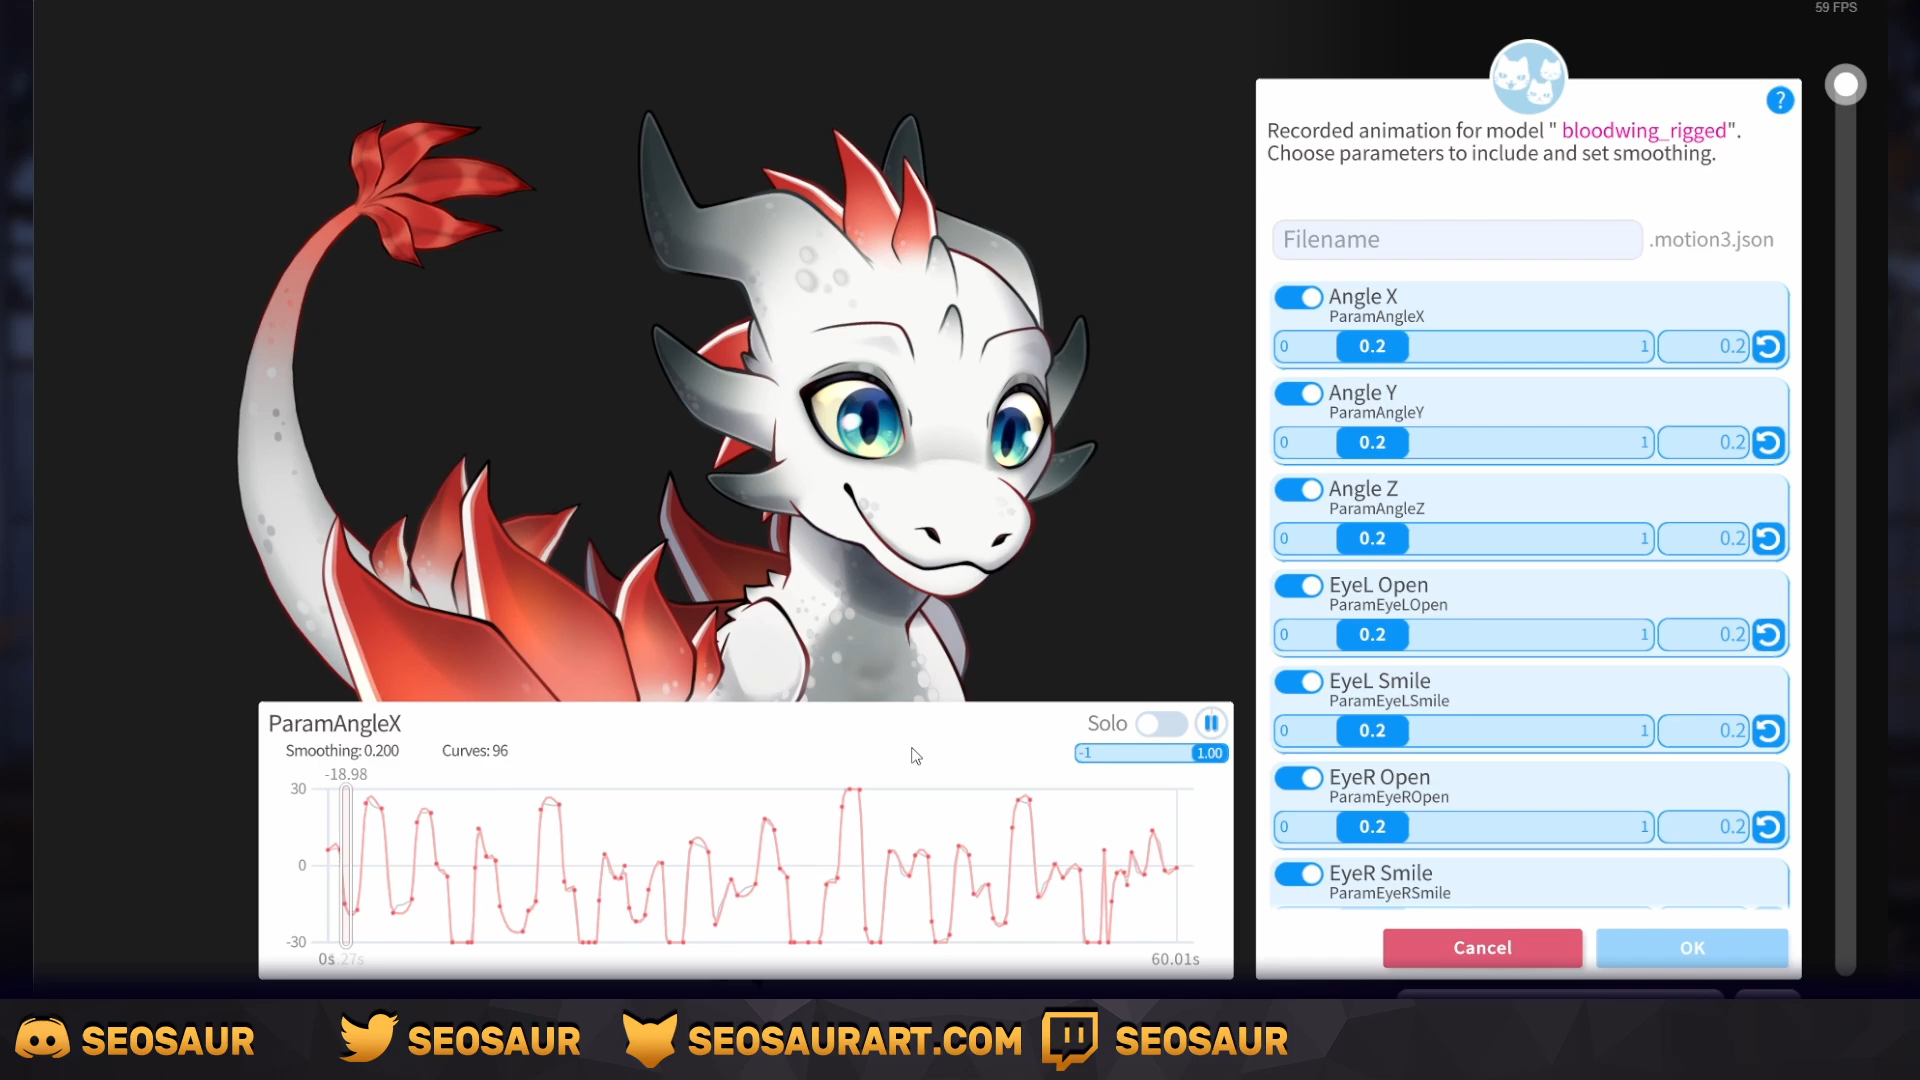 59 FPS
?
Recorded animation for model " bloodwing_rigged".
Choose parameters to include and set smoothing.
Filename
.motion3.json
Angle X
ParamAngleX
0 0.2 1 0.2
Angle Y
ParamAngleY
0 0.2 1 0.2
Angle Z
ParamAngleZ
0 0.2 1 0.2
EyeL Open
ParamEyeLOpen
0 0.2 1 0.2
EyeL Smile
ParamEyeLSmile
0 0.2 1 0.2
EyeR Open
ParamEyeROpen
0 0.2 1 0.2
EyeR Smile
ParamEyeRSmile
Cancel OK
ParamAngleX
Solo
Smoothing: 0.200 Curves: 96
-1 1.00
-18.98
30
0
-30
0s .27s 60.01s
SEOSAUR SEOSAUR SEOSAURART.COM SEOSAUR